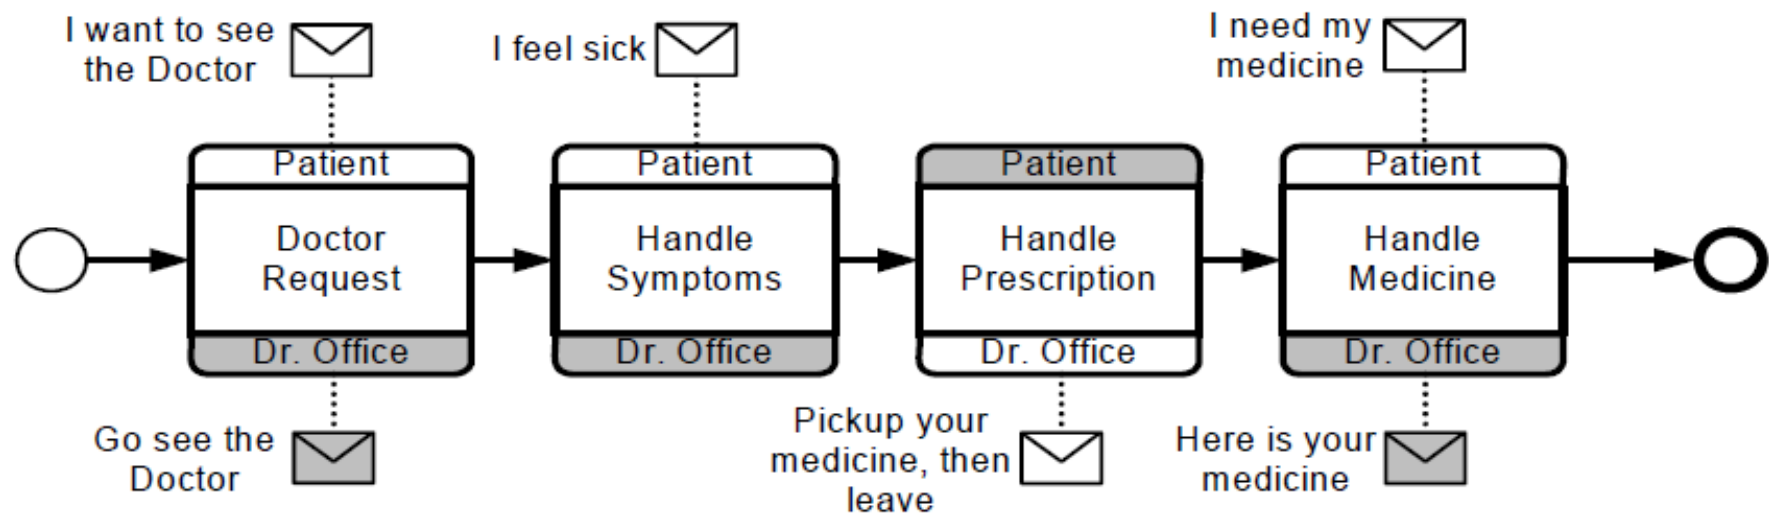 I want to see
the Doctor
I feel sick
I need my
medicine
Patient
Patient
Patient
Patient
Doctor
Request
Handle
Symptoms
Handle
Prescription
Handle
Medicine
Dr. Office
Dr. Office
Dr. Office
Dr. Office
Go see the
Doctor
Pickup your
medicine, then
leave
Here is your
medicine